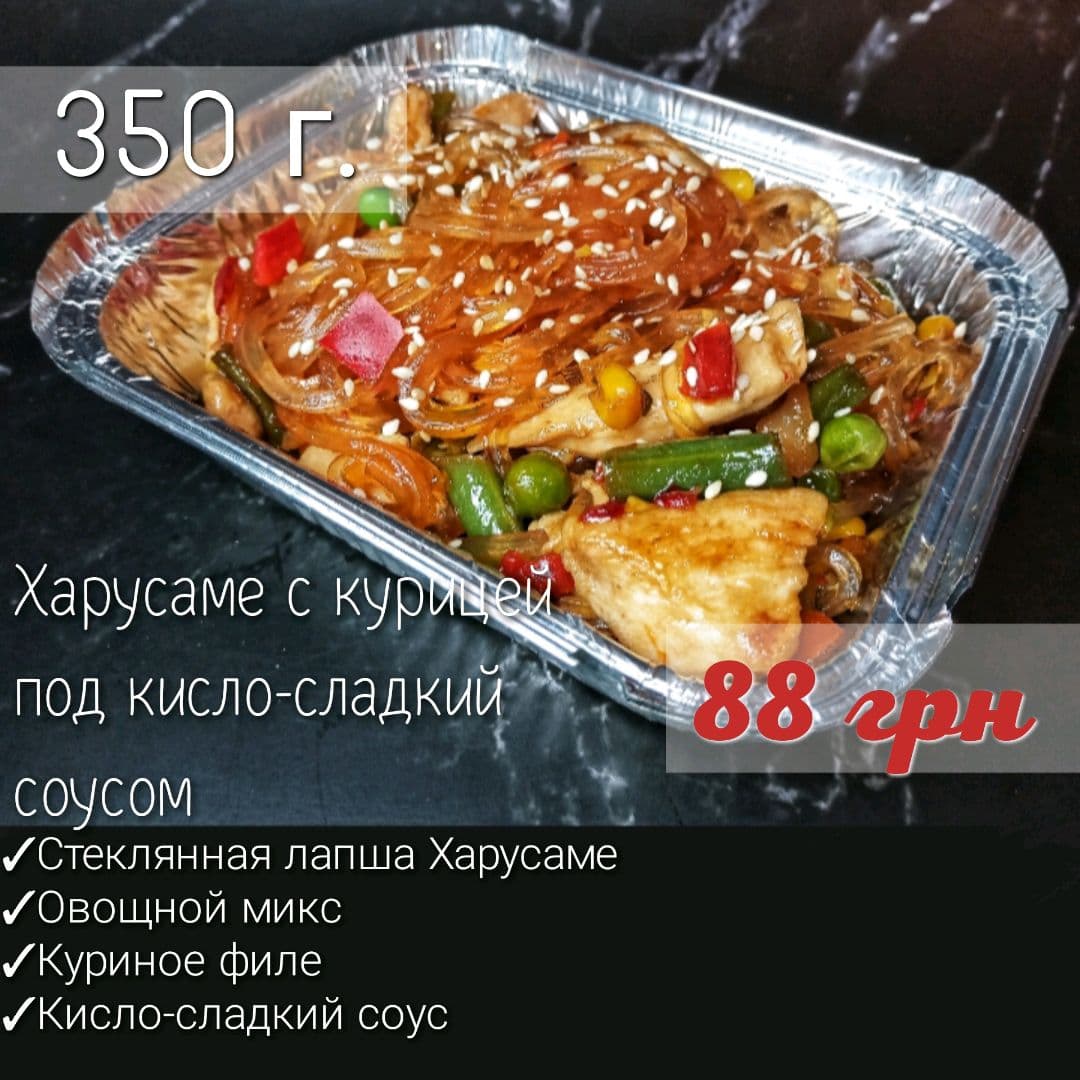 350 г.
Харусаме с курицей
под кисло-сладкий
соусом
88 грн
✓Стеклянная лапша Харусаме
✓Овощной микс
✓Куриное филе
✓Кисло-сладкий соус